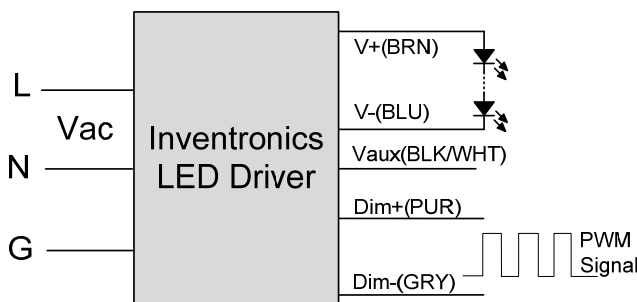 L
Vac
N
G
Inventronics
LED Driver
V+(BRN)
V-(BLU)
Vaux(BLK/WHT)
Dim+(PUR)
Dim-(GRY)
PWM
Signal